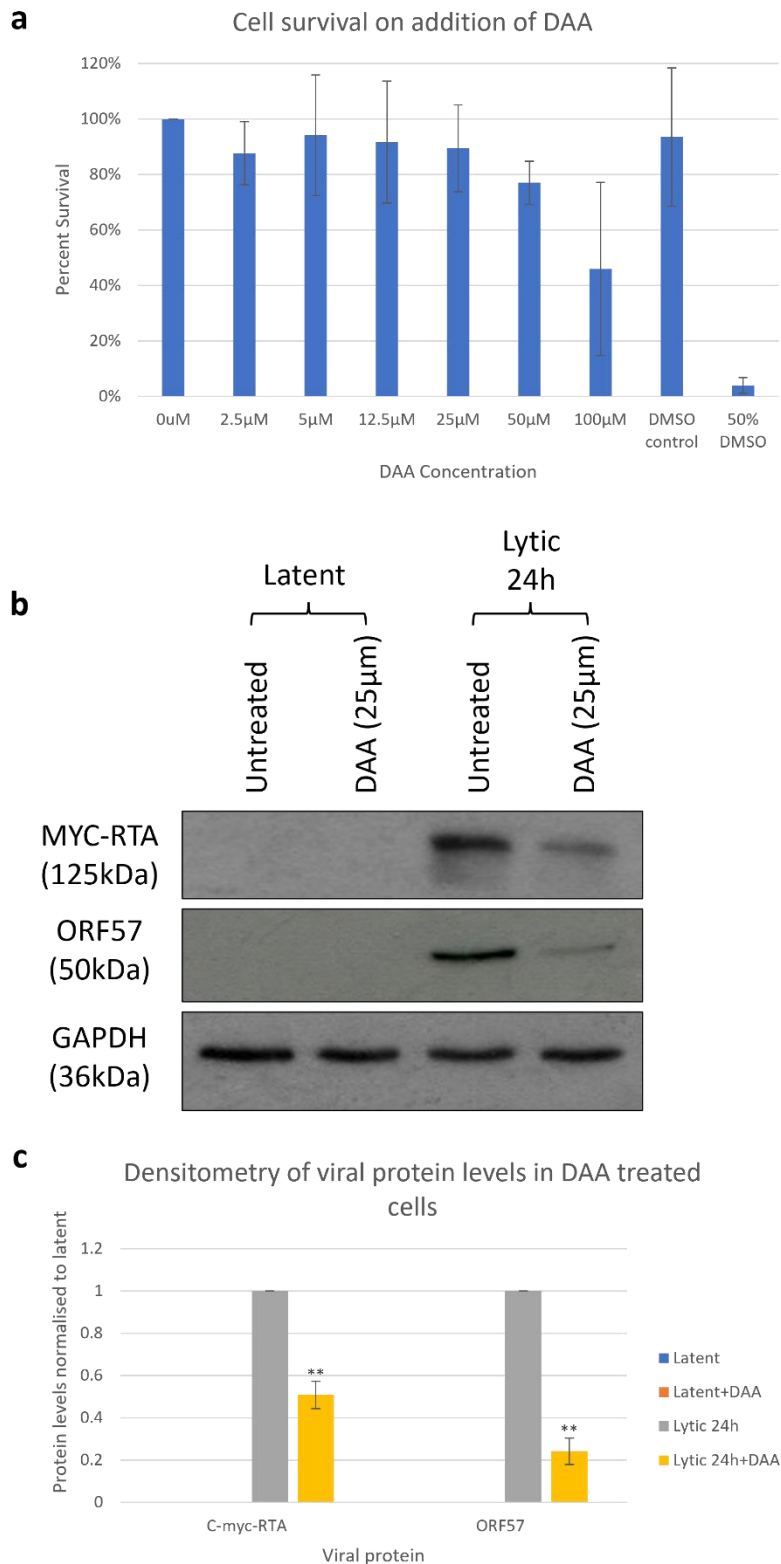 a
Cell survival on addition of DAA
120%
100%
80%
60%
40%
20%
0%
Percent Survival
0uM
2.5µM
5µM
12.5µM
25µM
50µM
100µM
DMSO
control
50%
DMSO
DAA Concentration
b
Latent
Lytic
24h
Untreated
DAA (25µm)
Untreated
DAA (25µm)
MYC-RTA
(125kDa)
ORF57
(50kDa)
GAPDH
(36kDa)
c
Densitometry of viral protein levels in DAA treated
cells
Protein levels normalised to latent
1.2
1
0.8
0.6
0.4
0.2
0
**
**
C-myc-RTA
ORF57
Viral protein
Latent
Latent+DAA
Lytic 24h
Lytic 24h+DAA